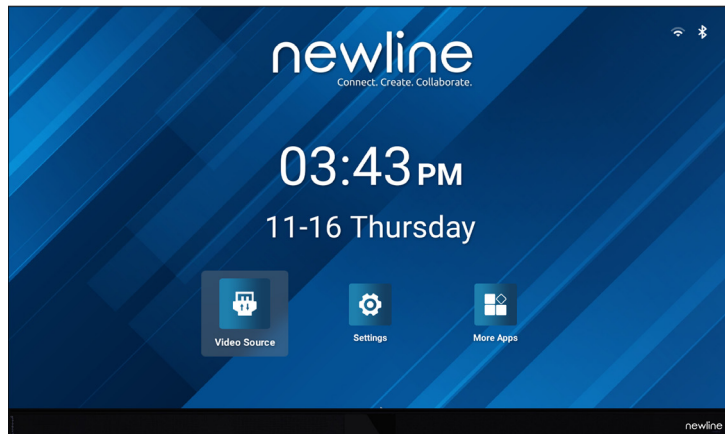 newline
Connect. Create. Collaborate.
03:43 PM
11-16 Thursday
Video Source
Settings
More Apps
newline